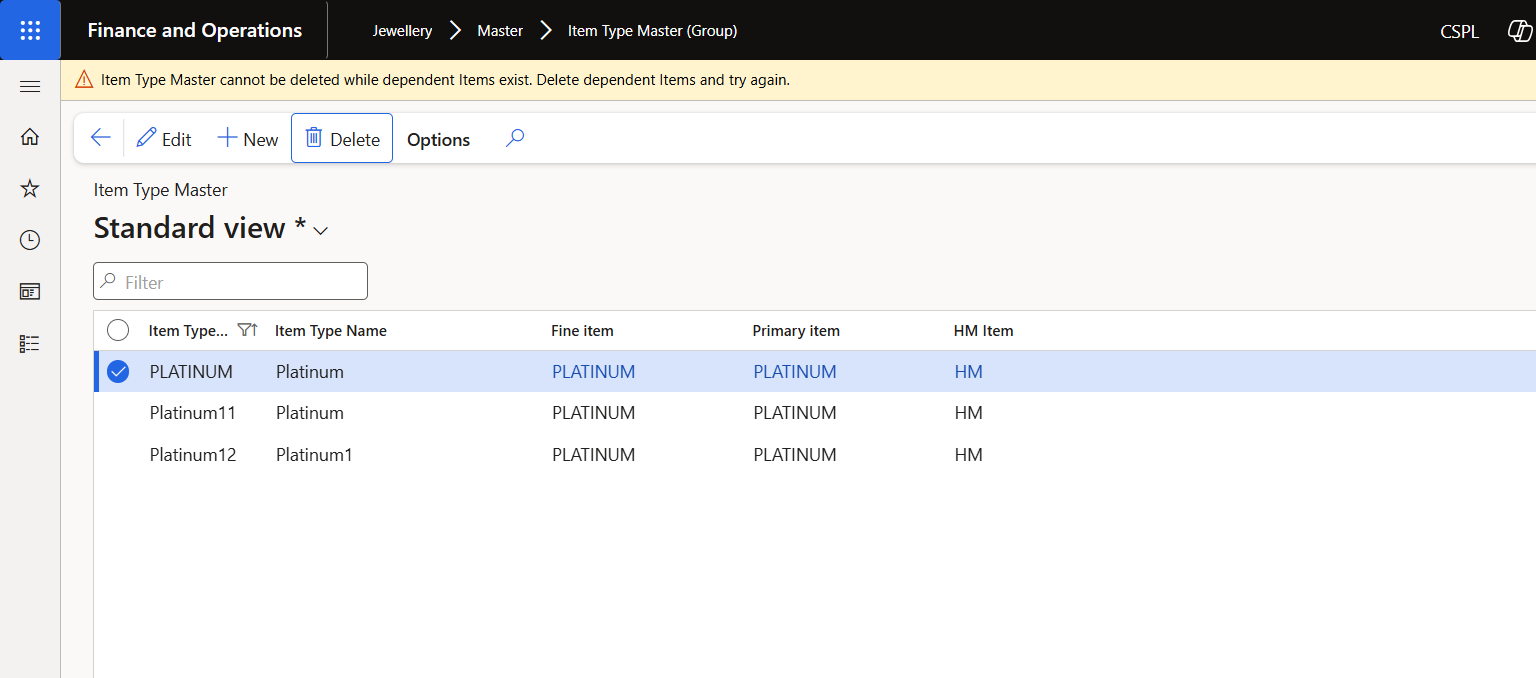 Finance and Operations Jewellery Master Item Type Master (Group) CSPL
Item Type Master cannot be deleted while dependent Items exist. Delete dependent Items and try again.
Edit New Delete Options
Item Type Master
Standard view *
Filter
Item Type... Item Type Name Fine item Primary item HM Item
PLATINUM Platinum PLATINUM PLATINUM HM
Platinum11 Platinum PLATINUM PLATINUM HM
Platinum12 Platinum1 PLATINUM PLATINUM HM